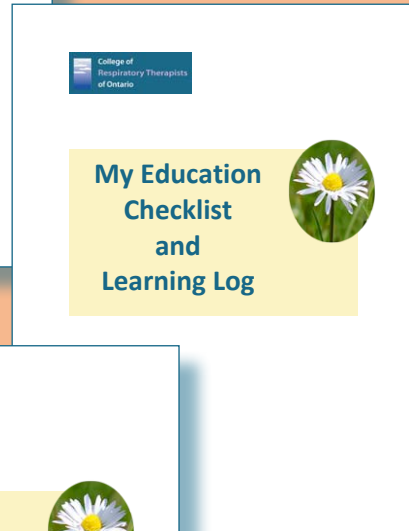 College of
Respiratory Therapists
of Ontario
My Education
Checklist
and
Learning Log